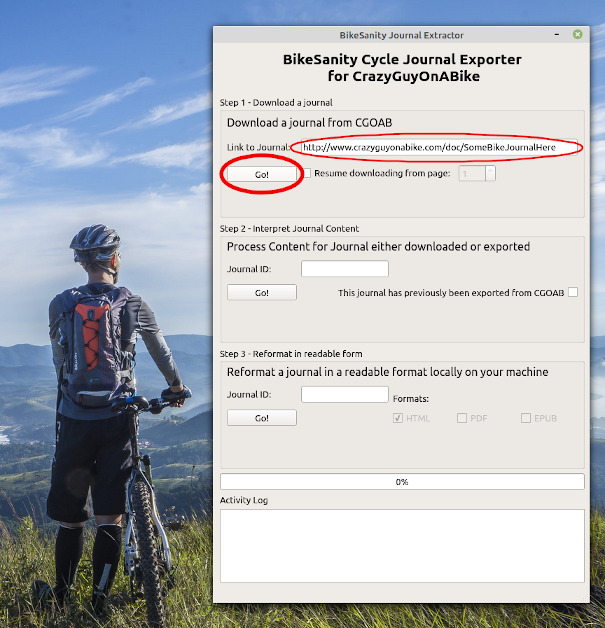 BikeSanity Journal Extractor
BikeSanity Cycle Journal Exporter
for CrazyGuyOnABike
Step 1 - Download a journal
Download a journal from CGOAB
Link to Journal: http://www.crazyguyonabike.com/doc/SomeBikeJournalHere
Go! Resume downloading from page: 1
Step 2 - Interpret Journal Content
Process Content for Journal either downloaded or exported
Journal ID:
Go! This journal has previously been exported from CGOAB
Step 3 - Reformat in readable form
Reformat a journal in a readable format locally on your machine
Journal ID: Formats:
Go! HTML PDF EPUB
0%
Activity Log